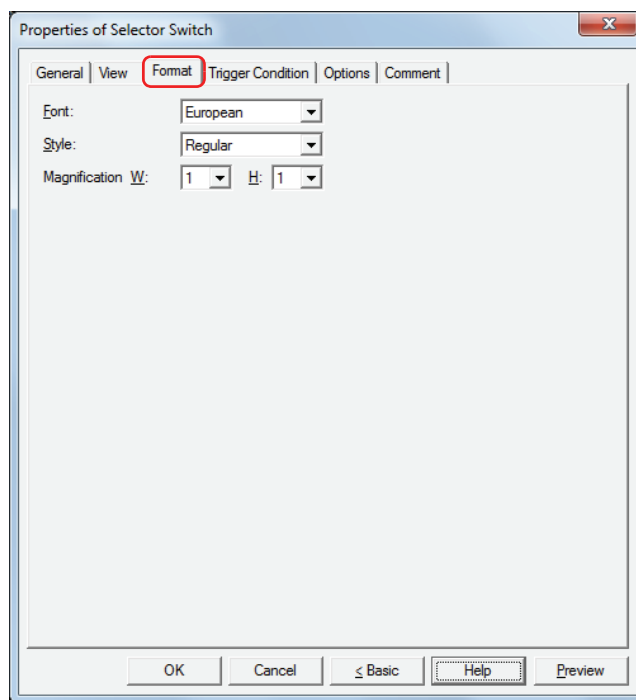 Properties of Selector Switch
General View Format Trigger Condition Options Comment
Font: European
Style: Regular
Magnification W: 1 H: 1
OK Cancel < Basic Help Preview